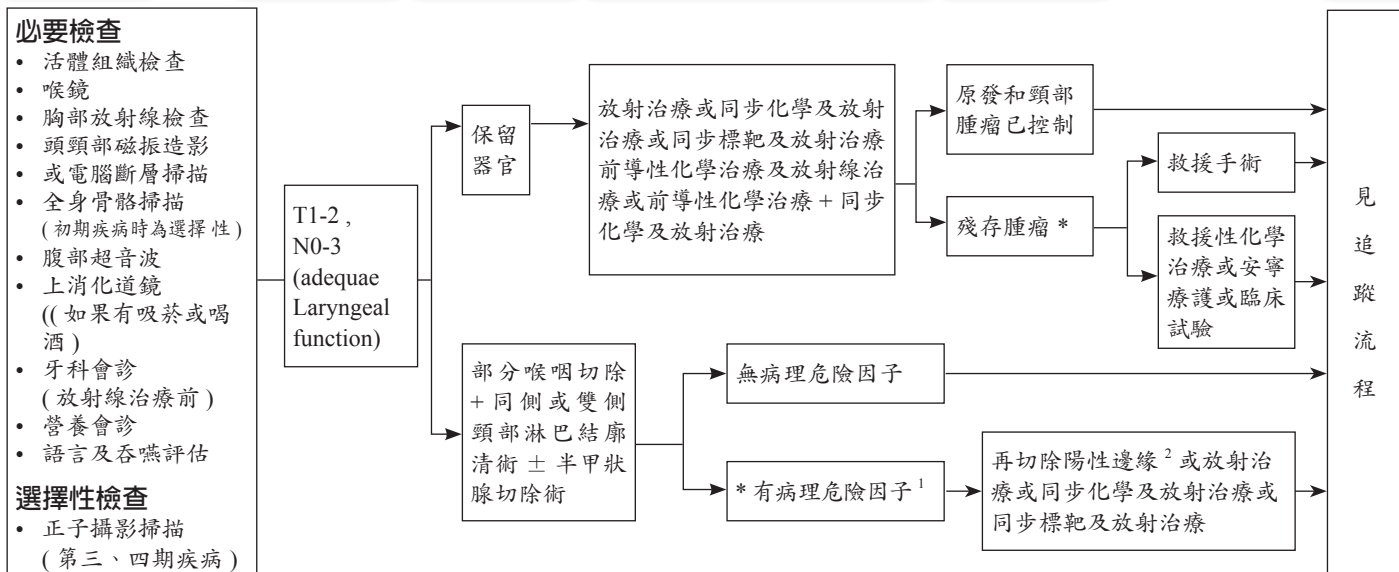 必要檢查
• 活體組織檢查
• 喉鏡
• 胸部放射線檢查
• 頭頸部磁振造影
• 或電腦斷層掃描
• 全身骨骼掃描
(初期疾病時為選擇性)
• 腹部超音波
• 上消化道鏡
((如果有吸菸或喝
酒)
• 牙科會診
(放射線治療前)
• 營養會診
• 語言及吞嚥評估
選擇性檢查
• 正子攝影掃描
(第三、四期疾病)
T1-2 ,
N0-3
(adequae
Laryngeal
function)
保留
器官
放射治療或同步化學及放射
治療或同步標靶及放射治療
前導性化學治療及放射線治
療或前導性化學治療+同步
化學及放射治療
原發和頸部
腫瘤已控制
殘存腫瘤 *
救援手術
救援性化學
治療或安寧
療護或臨床
試驗
部分喉咽切除
+ 同側或雙側
頸部淋巴結廓
清術 ± 半甲狀
腺切除術
無病理危險因子
* 有病理危險因子 1
再切除陽性邊緣 2 或放射治
療或同步化學及放射治療或
同步標靶及放射治療
見
追
蹤
流
程